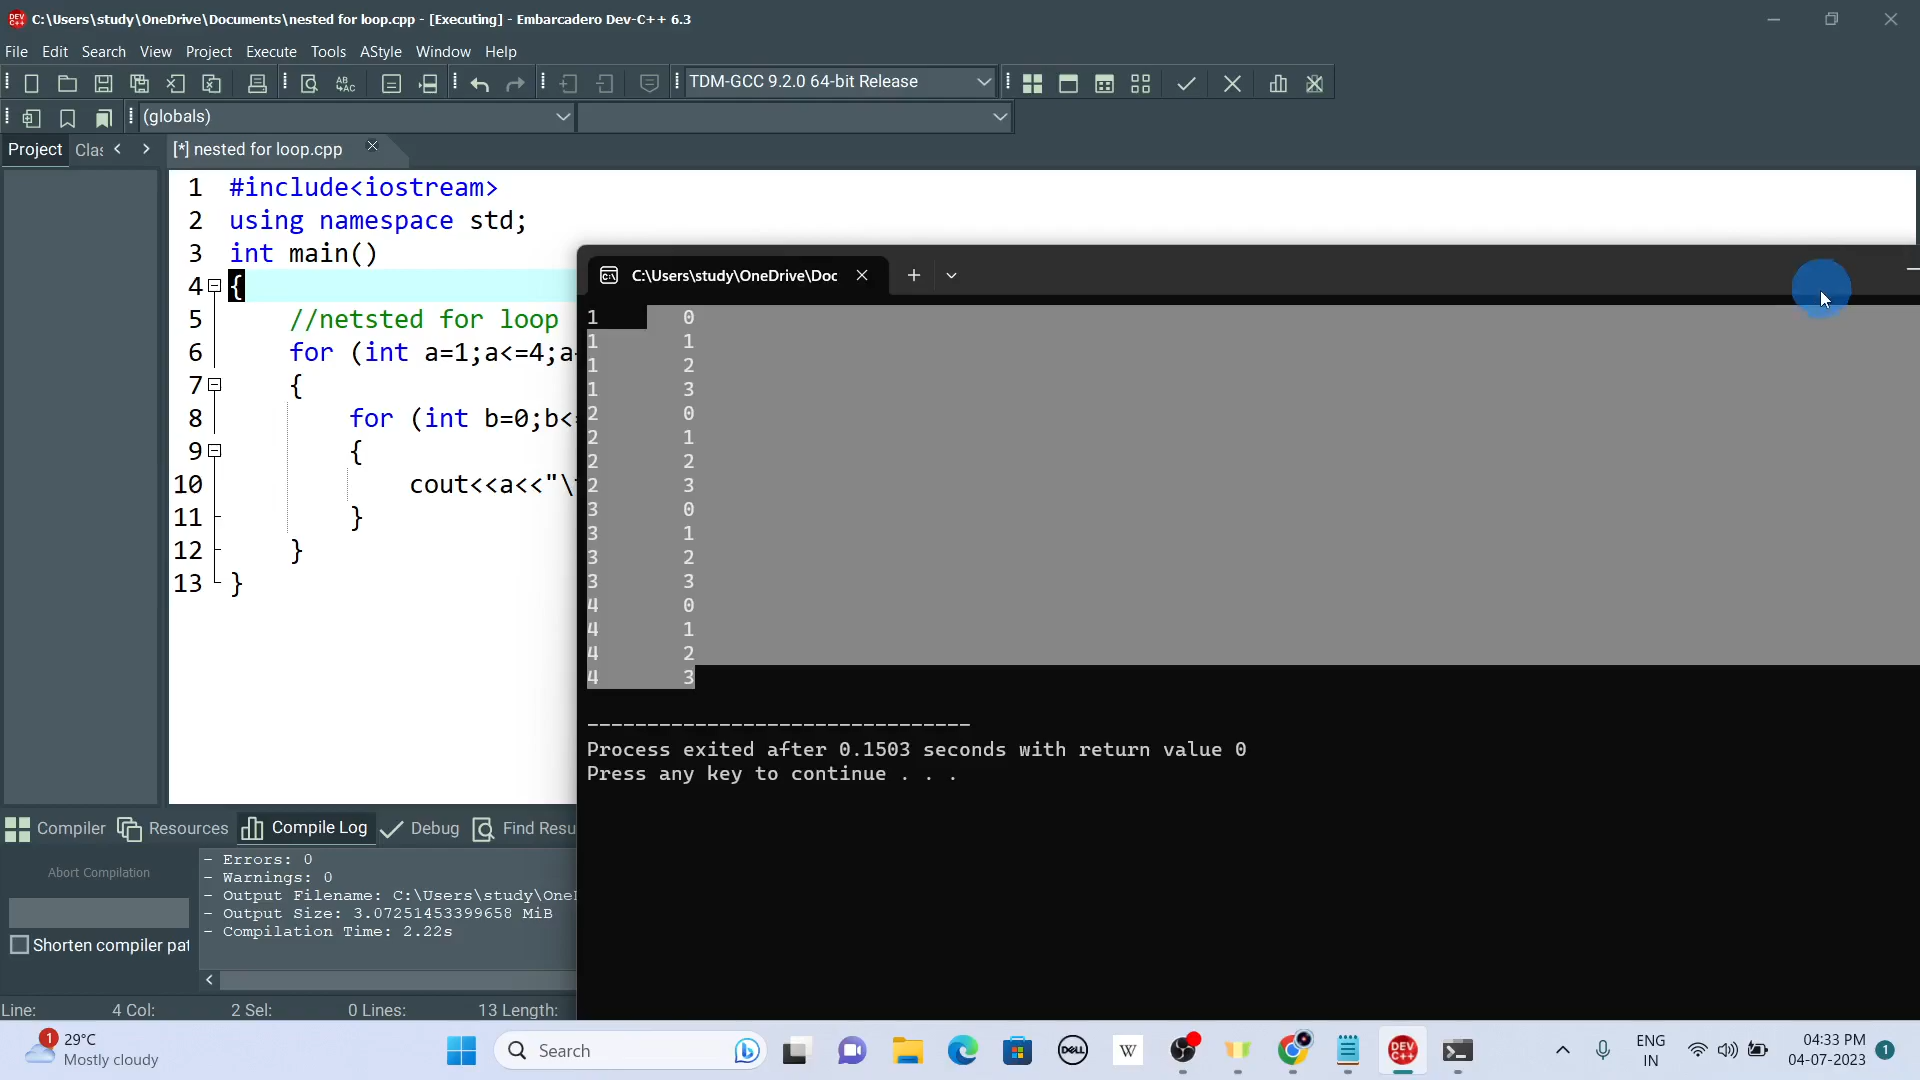 C:\Users\study\OneDrive\Documents\nested for loop.cpp - [Executing] - Embarcadero Dev-C++ 6.3
File Edit Search View Project Execute Tools AStyle Window Help
TDM-GCC 9.2.0 64-bit Release
(globals)
Project Clas [*] nested for loop.cpp
1 #include<iostream>
2 using namespace std;
3 int main()
4 {
5 //netsted for loop
6 for (int a=1;a<=4;a
7 {
8 for (int b=0;b<
9 {
10 cout<<a<<"\
11 }
12 }
13 }
C:\Users\study\OneDrive\Doc
1 0
1 1
1 2
1 3
2 0
2 1
2 2
2 3
3 0
3 1
3 2
3 3
4 0
4 1
4 2
4 3
--------------------------------
Process exited after 0.1503 seconds with return value 0
Press any key to continue . . .
Compiler Resources Compile Log Debug Find Resu
Abort Compilation
Shorten compiler pat
- Errors: 0
- Warnings: 0
- Output Filename: C:\Users\study\One
- Output Size: 3.07251453399658 MiB
- Compilation Time: 2.22s
Line: 4 Col: 2 Sel: 0 Lines: 13 Length:
1
29°C
Mostly cloudy
Search
DELL
W
DEV C++
ENG
IN
04:33 PM
04-07-2023
1